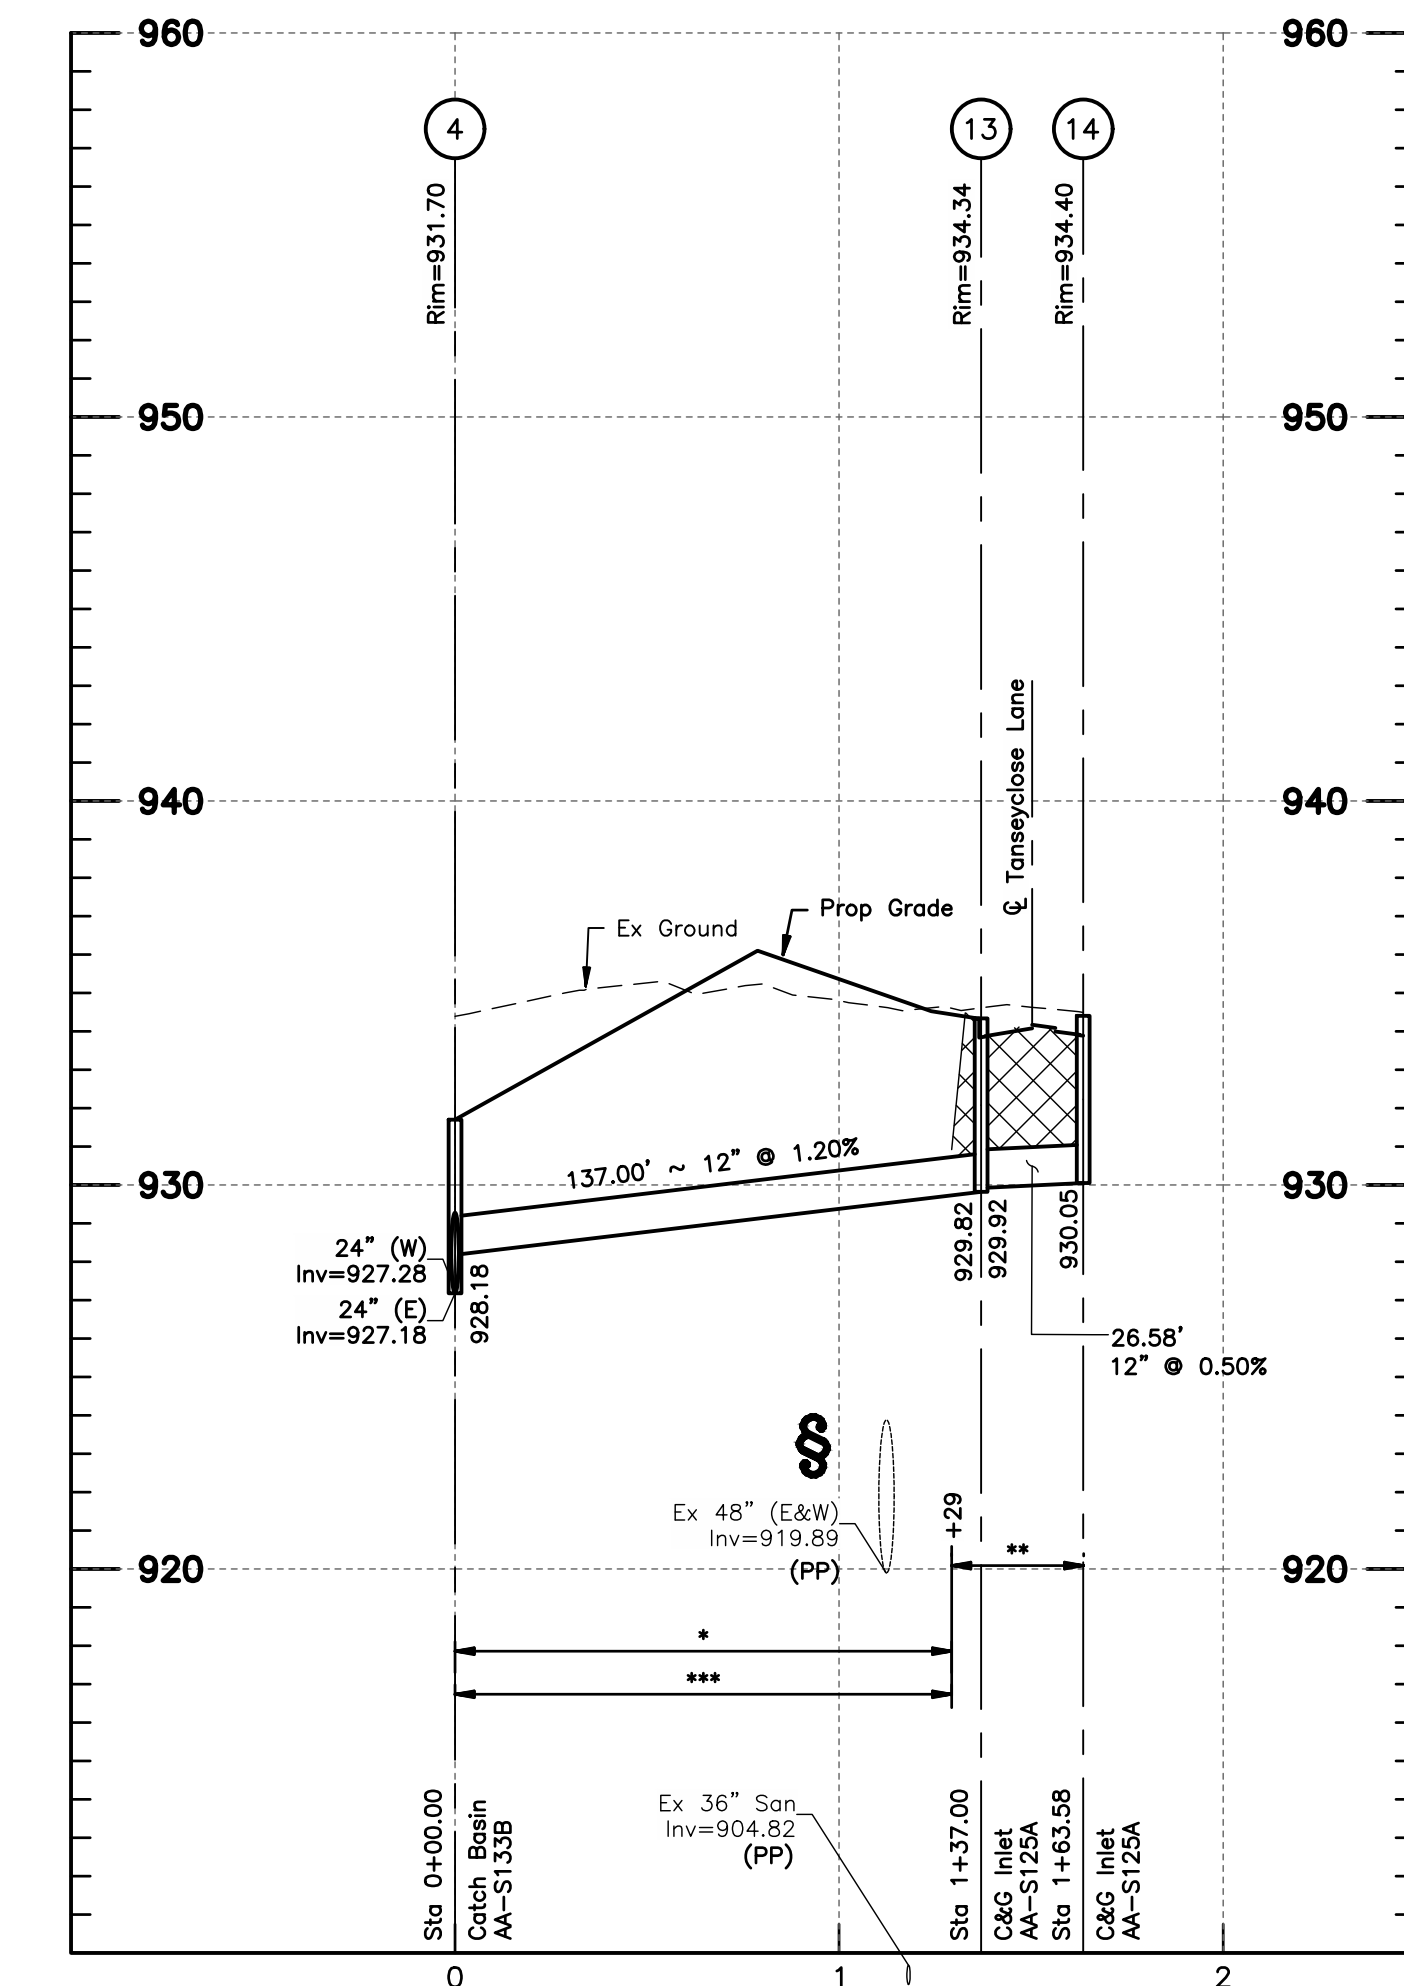 960
960
4
13
14
Rim=931.70
Rim=934.34
Rim=934.40
950
950
℄ Tanseyclose Lane
940
940
Ex Ground
Prop Grade
137.00' ~ 12" @ 1.20%
930
930
24" (W)
Inv=927.28
24" (E)
Inv=927.18
928.18
929.82
929.92
930.05
26.58'
12" @ 0.50%
§
Ex 48" (E&W)
Inv=919.89
(PP)
+29
**
920
920
*
***
Ex 36" San
Inv=904.82
(PP)
Sta 0+00.00
Catch Basin
AA-S133B
Sta 1+37.00
C&G Inlet
AA-S125A
Sta 1+63.58
C&G Inlet
AA-S125A
0
1
2